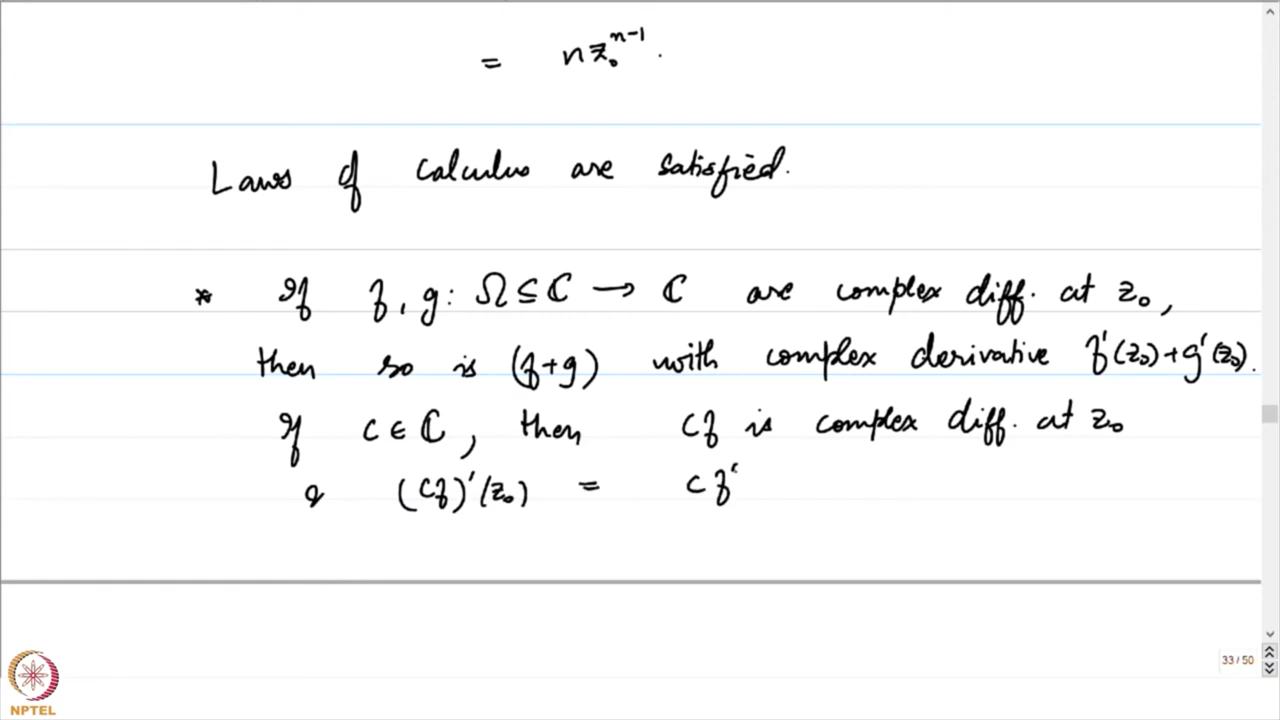 = n z₀ⁿ⁻¹.
Laws of calculus are satisfied.
* If f, g: Ω ⊆ ℂ → ℂ are complex diff. at z₀,
then so is (f+g) with complex derivative f'(z₀)+g'(z₀).
If c ∈ ℂ, then cf is complex diff. at z₀
& (cf)'(z₀) = cf'
33 / 50
NPTEL